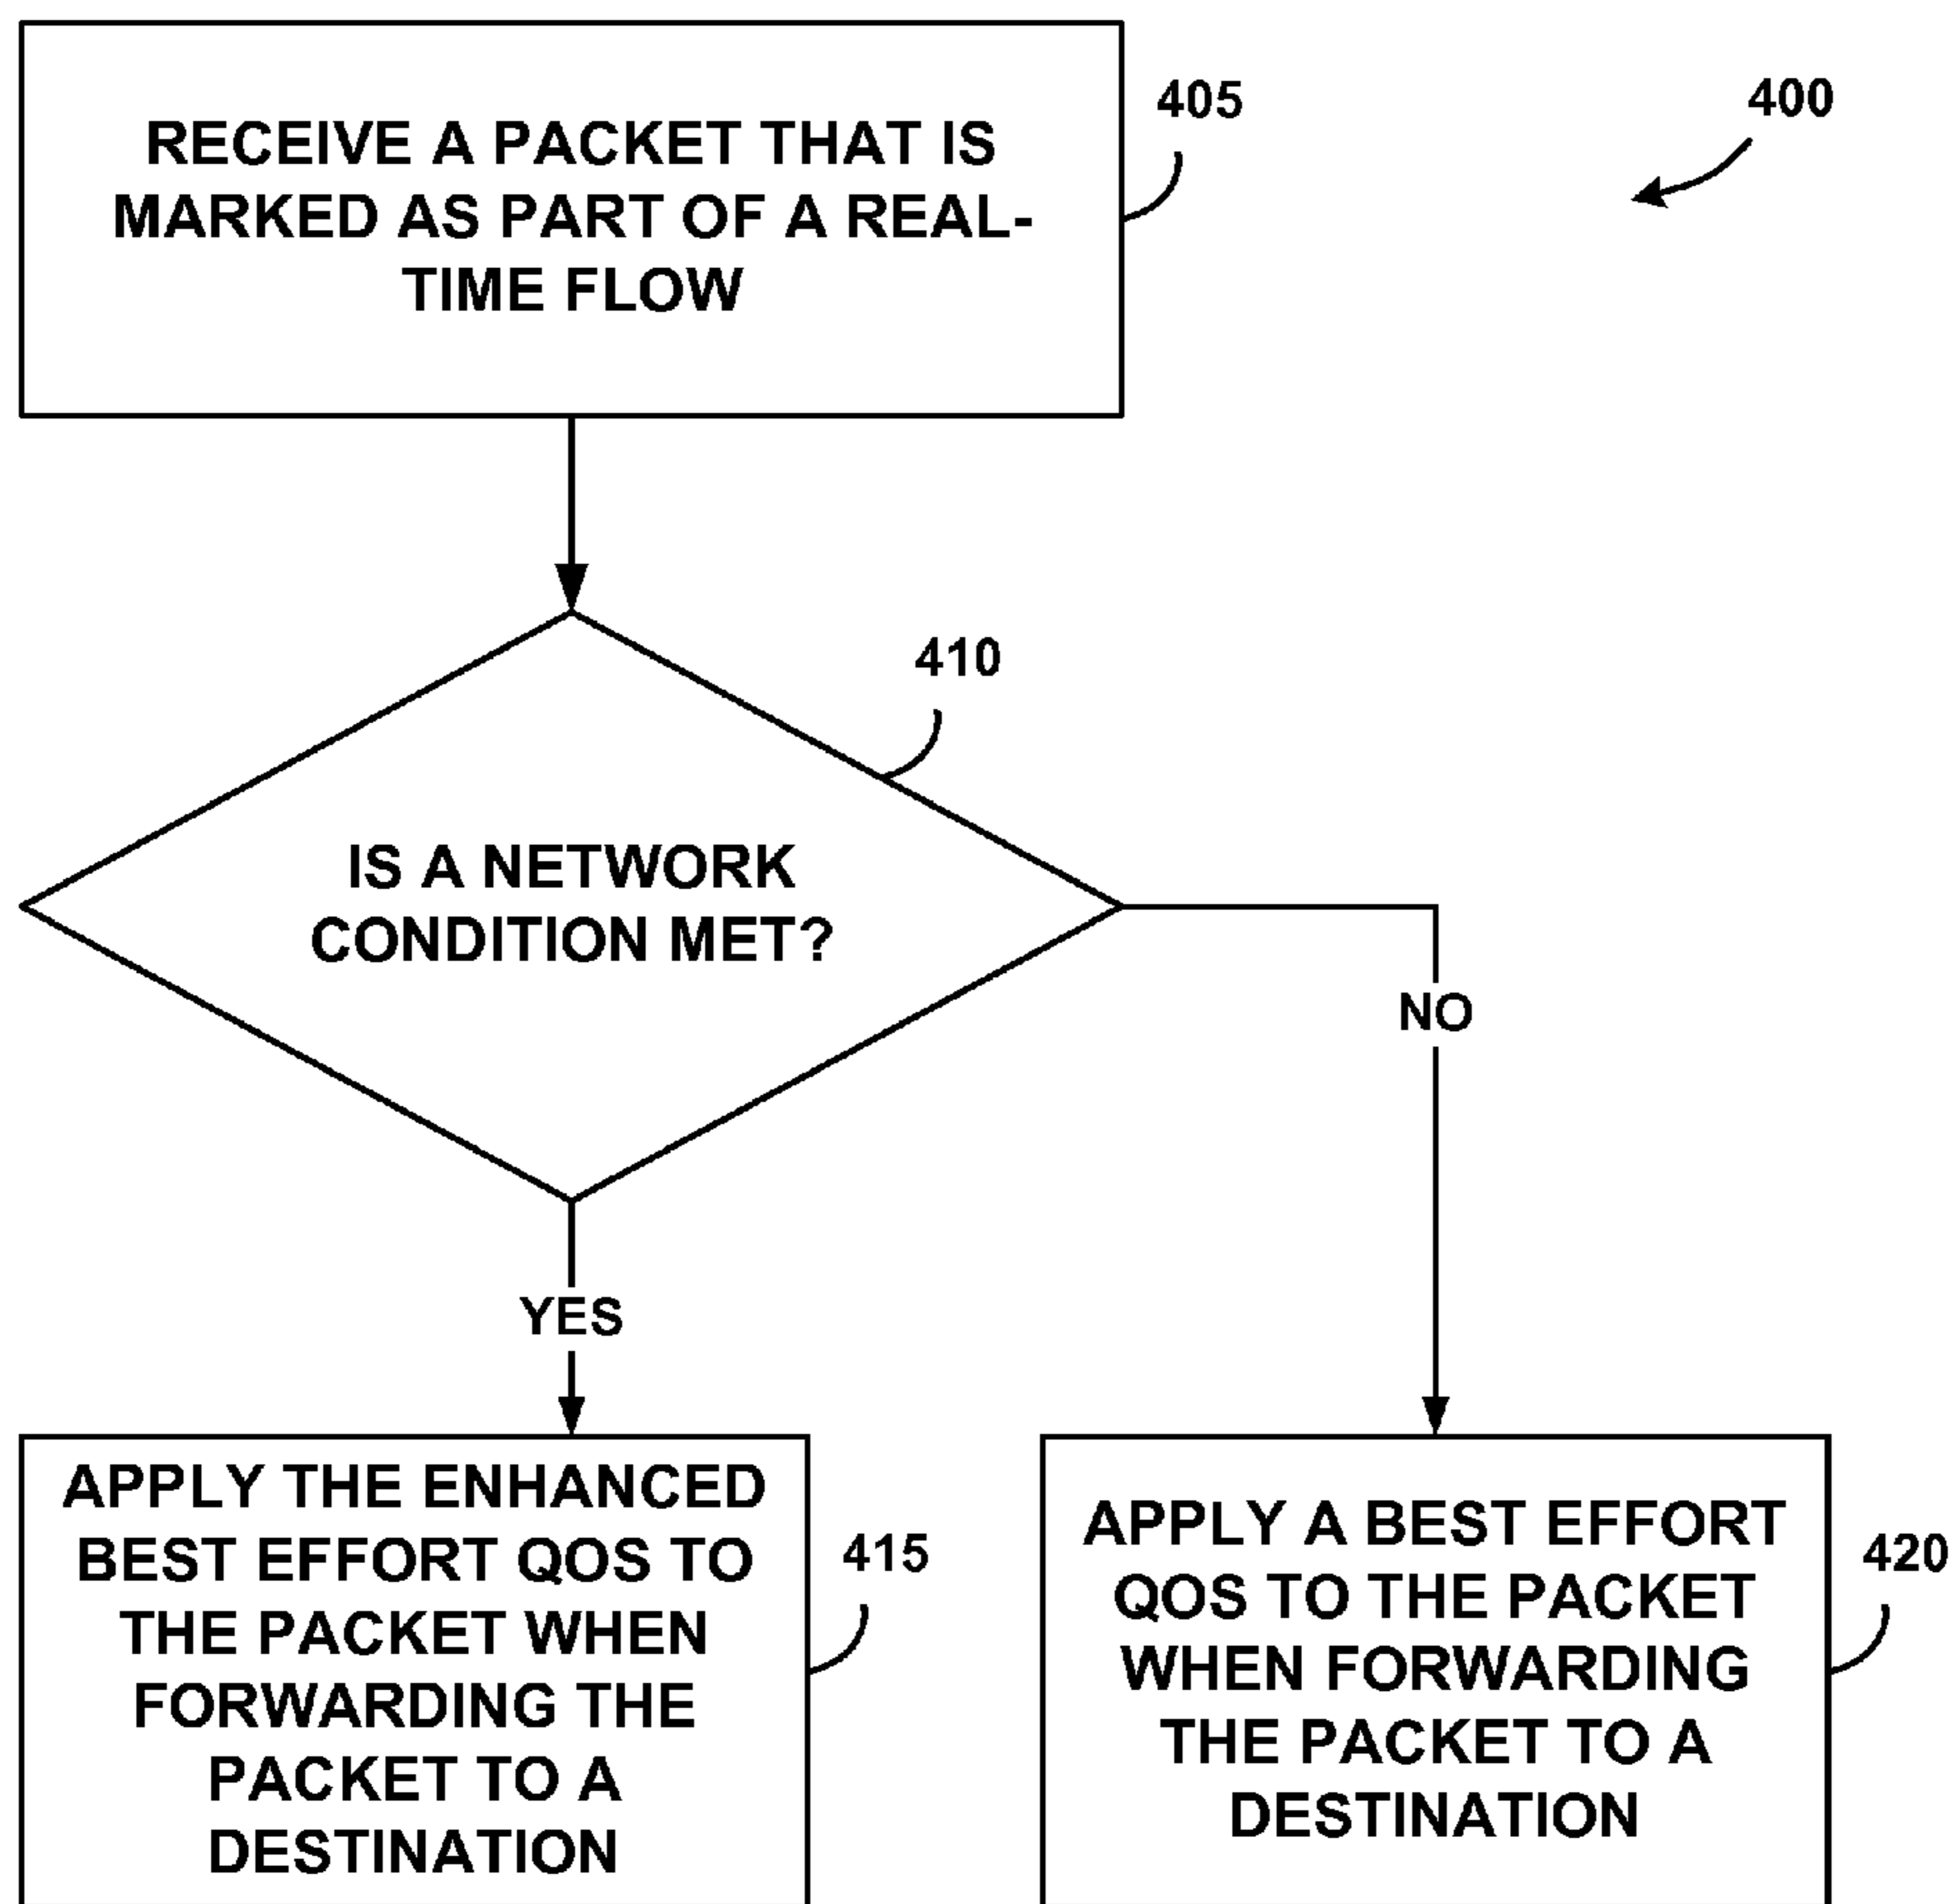 RECEIVE A PACKET THAT IS
MARKED AS PART OF A REAL-
TIME FLOW
405
400
410
IS A NETWORK
CONDITION MET?
NO
YES
APPLY THE ENHANCED
BEST EFFORT QOS TO
THE PACKET WHEN
FORWARDING THE
PACKET TO A
DESTINATION
415
APPLY A BEST EFFORT
QOS TO THE PACKET
WHEN FORWARDING
THE PACKET TO A
DESTINATION
420